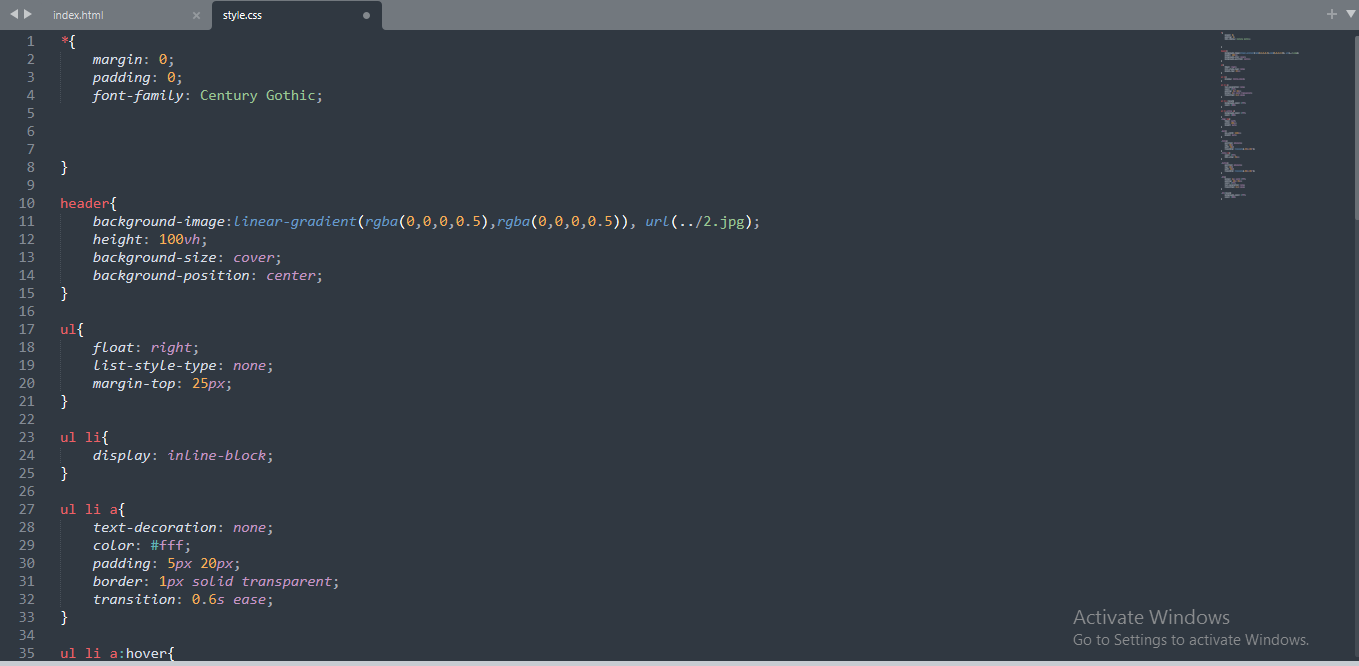 index.html
style.css
1 *{
2 margin: 0;
3 padding: 0;
4 font-family: Century Gothic;
5
6
7
8 }
9
10 header{
11 background-image:linear-gradient(rgba(0,0,0,0.5),rgba(0,0,0,0.5)), url(../2.jpg);
12 height: 100vh;
13 background-size: cover;
14 background-position: center;
15 }
16
17 ul{
18 float: right;
19 list-style-type: none;
20 margin-top: 25px;
21 }
22
23 ul li{
24 display: inline-block;
25 }
26
27 ul li a{
28 text-decoration: none;
29 color: #fff;
30 padding: 5px 20px;
31 border: 1px solid transparent;
32 transition: 0.6s ease;
33 }
34
35 ul li a:hover{
Activate Windows
Go to Settings to activate Windows.